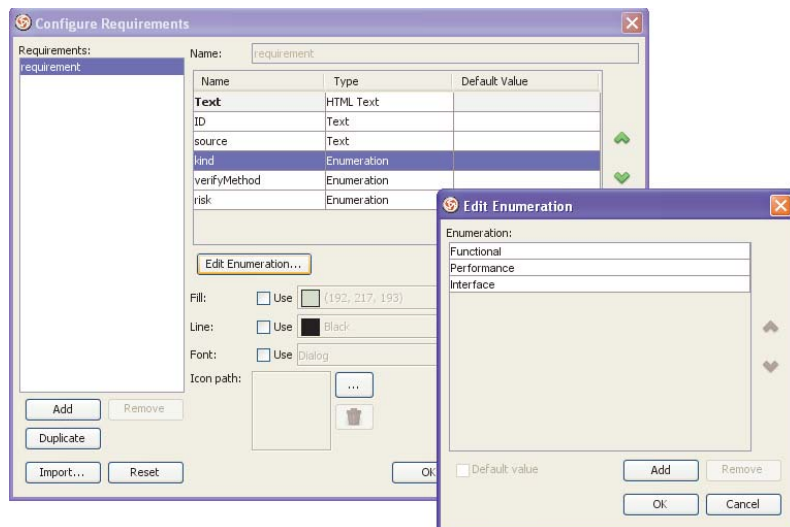 Configure Requirements
Requirements:
requirement
Name:
requirement
Name Type Default Value
Text HTML Text
ID Text
source Text
kind Enumeration
verifyMethod Enumeration
risk Enumeration
Edit Enumeration...
Fill: Use (192, 217, 193)
Line: Use Black
Font: Use Dialog
Icon path:
...
Add Remove
Duplicate
Import... Reset
OK
Edit Enumeration
Enumeration:
Functional
Performance
Interface
Default value
Add Remove
OK Cancel